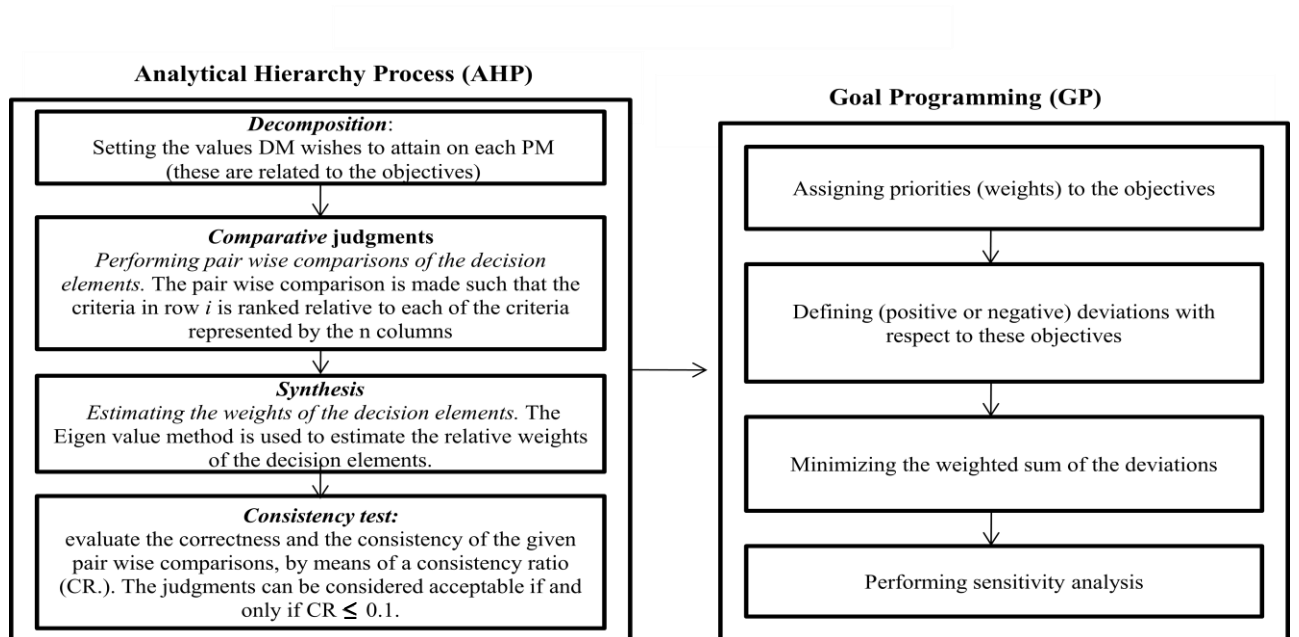 Analytical Hierarchy Process (AHP)
Decomposition:
Setting the values DM wishes to attain on each PM
(these are related to the objectives)
Comparative judgments
Performing pair wise comparisons of the decision
elements. The pair wise comparison is made such that the
criteria in row i is ranked relative to each of the criteria
represented by the n columns
Synthesis
Estimating the weights of the decision elements. The
Eigen value method is used to estimate the relative weights
of the decision elements.
Consistency test:
evaluate the correctness and the consistency of the given
pair wise comparisons, by means of a consistency ratio
(CR.). The judgments can be considered acceptable if and
only if CR ≤ 0.1.
Goal Programming (GP)
Assigning priorities (weights) to the objectives
Defining (positive or negative) deviations with
respect to these objectives
Minimizing the weighted sum of the deviations
Performing sensitivity analysis